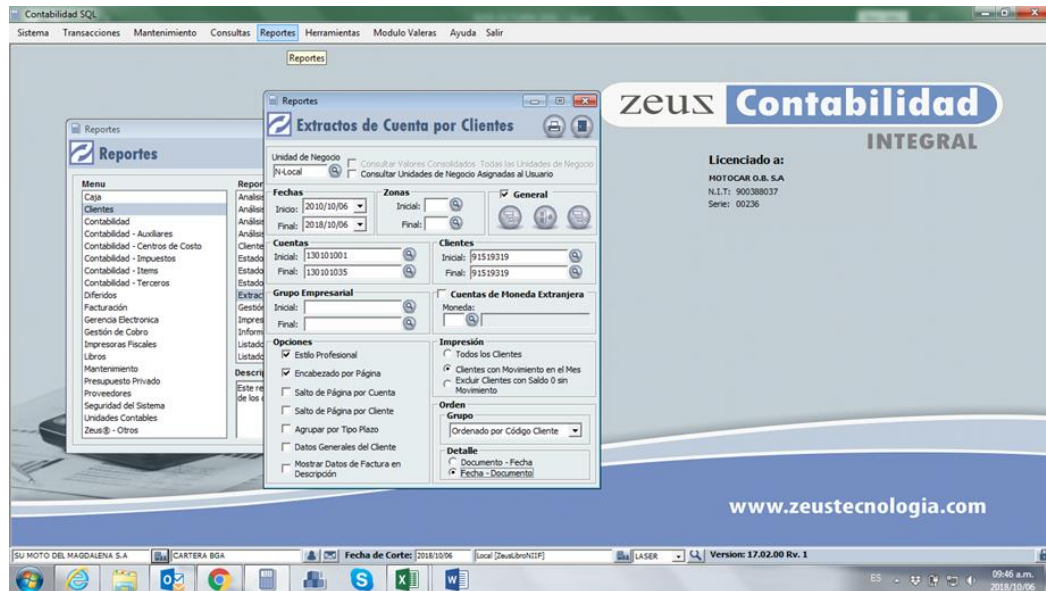 Contabilidad SQL
Sistema Transacciones Mantenimiento Consultas Reportes Herramientas Modulo Valeras Ayuda Salir
Reportes
zeus Contabilidad
INTEGRAL
Licenciado a:
MOTOCAR O.B. S.A
N.I.T: 900388037
Serie: 00236
Reportes
Reportes
Menu
Caja
Clientes
Contabilidad
Contabilidad - Auxiliares
Contabilidad - Centros de Costo
Contabilidad - Impuestos
Contabilidad - Items
Contabilidad - Terceros
Diferidos
Facturación
Gerencia Electronica
Gestión de Cobro
Impresoras Fiscales
Libros
Mantenimiento
Presupuesto Privado
Proveedores
Seguridad del Sistema
Unidades Contables
Zeus® - Otros
Reportes
Extractos de Cuenta por Clientes
Unidad de Negocio
N-Local
Consultar Valores Consolidados Todas las Unidades de Negocio
Consultar Unidades de Negocio Asignadas al Usuario
Fechas
Inicio: 2010/10/06
Final: 2018/10/06
Zonas
Inicial:
Final:
General
Cuentas
Inicial: 130101001
Final: 130101035
Clientes
Inicial: 91519319
Final: 91519319
Grupo Empresarial
Inicial:
Final:
Cuentas de Moneda Extranjera
Moneda:
Opciones
Estilo Profesional
Encabezado por Página
Salto de Página por Cuenta
Salto de Página por Cliente
Agrupar por Tipo Plazo
Datos Generales del Cliente
Mostrar Datos de Factura en
Descripción
Impresión
Todos los Clientes
Clientes con Movimiento en el Mes
Excluir Clientes con Saldo 0 sin
Movimiento
Orden
Grupo
Ordenado por Código Cliente
Detalle
Documento - Fecha
Fecha - Documento
www.zeustecnologia.com
SU MOTO DEL MAGDALENA S.A CARTERA BGA Fecha de Corte: 2018/10/06 Local [ZeusLibroNIIF] LASER Version: 17.02.00 Rv. 1
ES 09:46 a.m.
2018/10/06